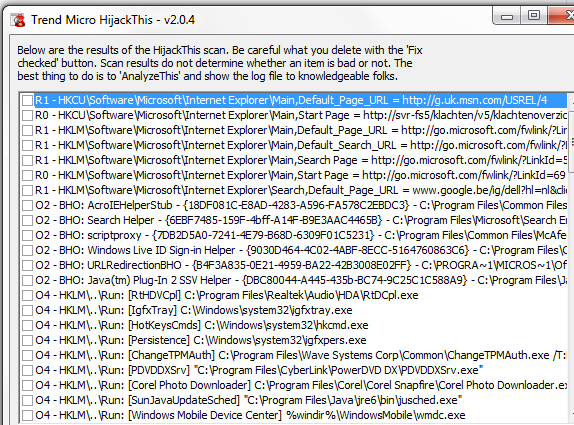 Trend Micro HijackThis - v2.0.4
Below are the results of the HijackThis scan. Be careful what you delete with the 'Fix
checked' button. Scan results do not determine whether an item is bad or not. The
best thing to do is to 'AnalyzeThis' and show the log file to knowledgeable folks.
R1 - HKCU\Software\Microsoft\Internet Explorer\Main,Default_Page_URL = http://g.uk.msn.com/USREL/4
R0 - HKCU\Software\Microsoft\Internet Explorer\Main,Start Page = http://svr-fs5/klachten/v5/klachtenoverzic
R1 - HKLM\Software\Microsoft\Internet Explorer\Main,Default_Page_URL = http://go.microsoft.com/fwlink/?Link
R1 - HKLM\Software\Microsoft\Internet Explorer\Main,Default_Search_URL = http://go.microsoft.com/fwlink/?l
R1 - HKLM\Software\Microsoft\Internet Explorer\Main,Search Page = http://go.microsoft.com/fwlink/?LinkId=5
R0 - HKLM\Software\Microsoft\Internet Explorer\Main,Start Page = http://go.microsoft.com/fwlink/?LinkId=69
R1 - HKLM\Software\Microsoft\Internet Explorer\Search,Default_Page_URL = www.google.be/ig/dell?hl=nl&clie
O2 - BHO: AcroIEHelperStub - {18DF081C-E8AD-4283-A596-FA578C2EBDC3} - C:\Program Files\Common Files
O2 - BHO: Search Helper - {6EBF7485-159F-4bff-A14F-B9E3AAC4465B} - C:\Program Files\Microsoft\Search En
O2 - BHO: scriptproxy - {7DB2D5A0-7241-4E79-B68D-6309F01C5231} - C:\Program Files\Common Files\McAfe
O2 - BHO: Windows Live ID Sign-in Helper - {9030D464-4C02-4ABF-8ECC-5164760863C6} - C:\Program Files\
O2 - BHO: URLRedirectionBHO - {B4F3A835-0E21-4959-BA22-42B3008E02FF} - C:\PROGRA~1\MICROS~1\Of
O2 - BHO: Java(tm) Plug-In 2 SSV Helper - {DBC80044-A445-435b-BC74-9C25C1C588A9} - C:\Program Files\Ja
O4 - HKLM\..\Run: [RtHDVCpl] C:\Program Files\Realtek\Audio\HDA\RtDCpl.exe
O4 - HKLM\..\Run: [IgfxTray] C:\Windows\system32\igfxtray.exe
O4 - HKLM\..\Run: [HotKeysCmds] C:\Windows\system32\hkcmd.exe
O4 - HKLM\..\Run: [Persistence] C:\Windows\system32\igfxpers.exe
O4 - HKLM\..\Run: [ChangeTPMAuth] C:\Program Files\Wave Systems Corp\Common\ChangeTPMAuth.exe /T:
O4 - HKLM\..\Run: [PDVDDXSrv] "C:\Program Files\CyberLink\PowerDVD DX\PDVDDXSrv.exe"
O4 - HKLM\..\Run: [Corel Photo Downloader] C:\Program Files\Corel\Corel Snapfire\Corel Photo Downloader.ex
O4 - HKLM\..\Run: [SunJavaUpdateSched] "C:\Program Files\Java\jre6\bin\jusched.exe"
O4 - HKLM\..\Run: [Windows Mobile Device Center] %windir%\WindowsMobile\wmdc.exe